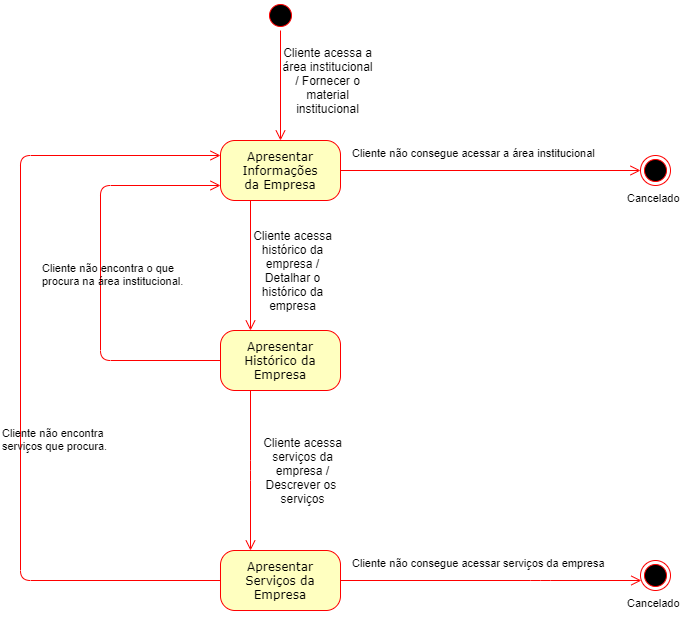 Cliente acessa a
área institucional
/ Fornecer o
material
institucional
Apresentar
Informações
da Empresa
Cliente não consegue acessar a área institucional
Cancelado
Cliente acessa
histórico da
empresa /
Detalhar o
histórico da
empresa
Cliente não encontra o que
procura na área institucional.
Apresentar
Histórico da
Empresa
Cliente não encontra
serviços que procura.
Cliente acessa
serviços da
empresa /
Descrever os
serviços
Apresentar
Serviços da
Empresa
Cliente não consegue acessar serviços da empresa
Cancelado